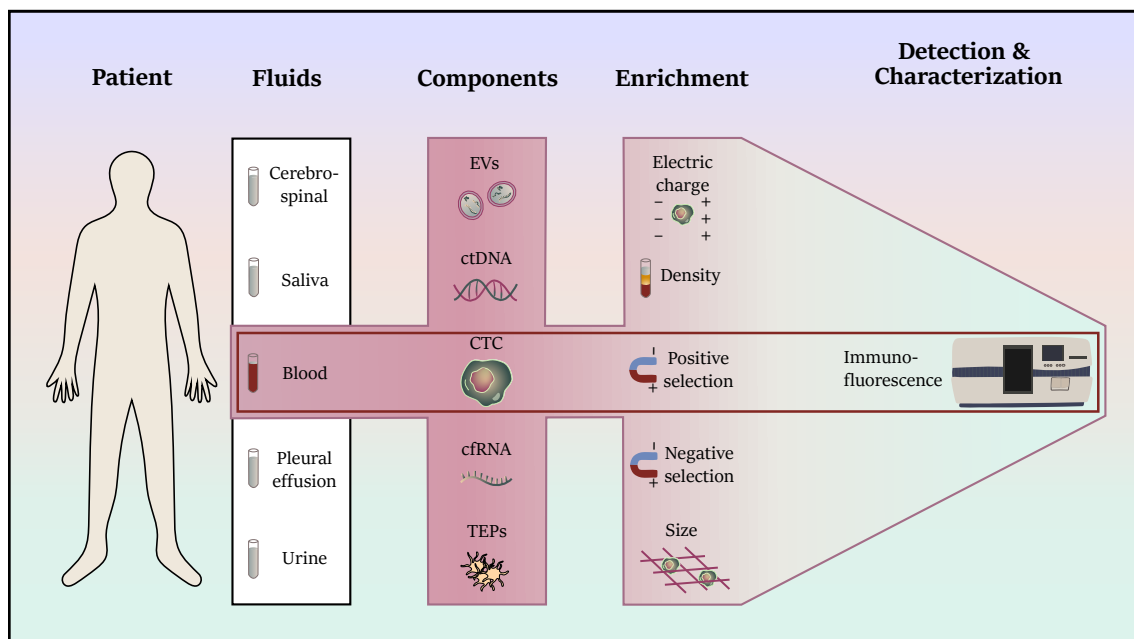 Patient
Fluids
Components
Enrichment
Detection &
Characterization
Cerebro-
spinal
Saliva
Blood
Pleural
effusion
Urine
EVs
ctDNA
CTC
cfRNA
TEPs
Electric
charge
− +
− +
− +
Density
−
Positive
selection
+
−
Negative
selection
+
Size
Immuno-
fluorescence